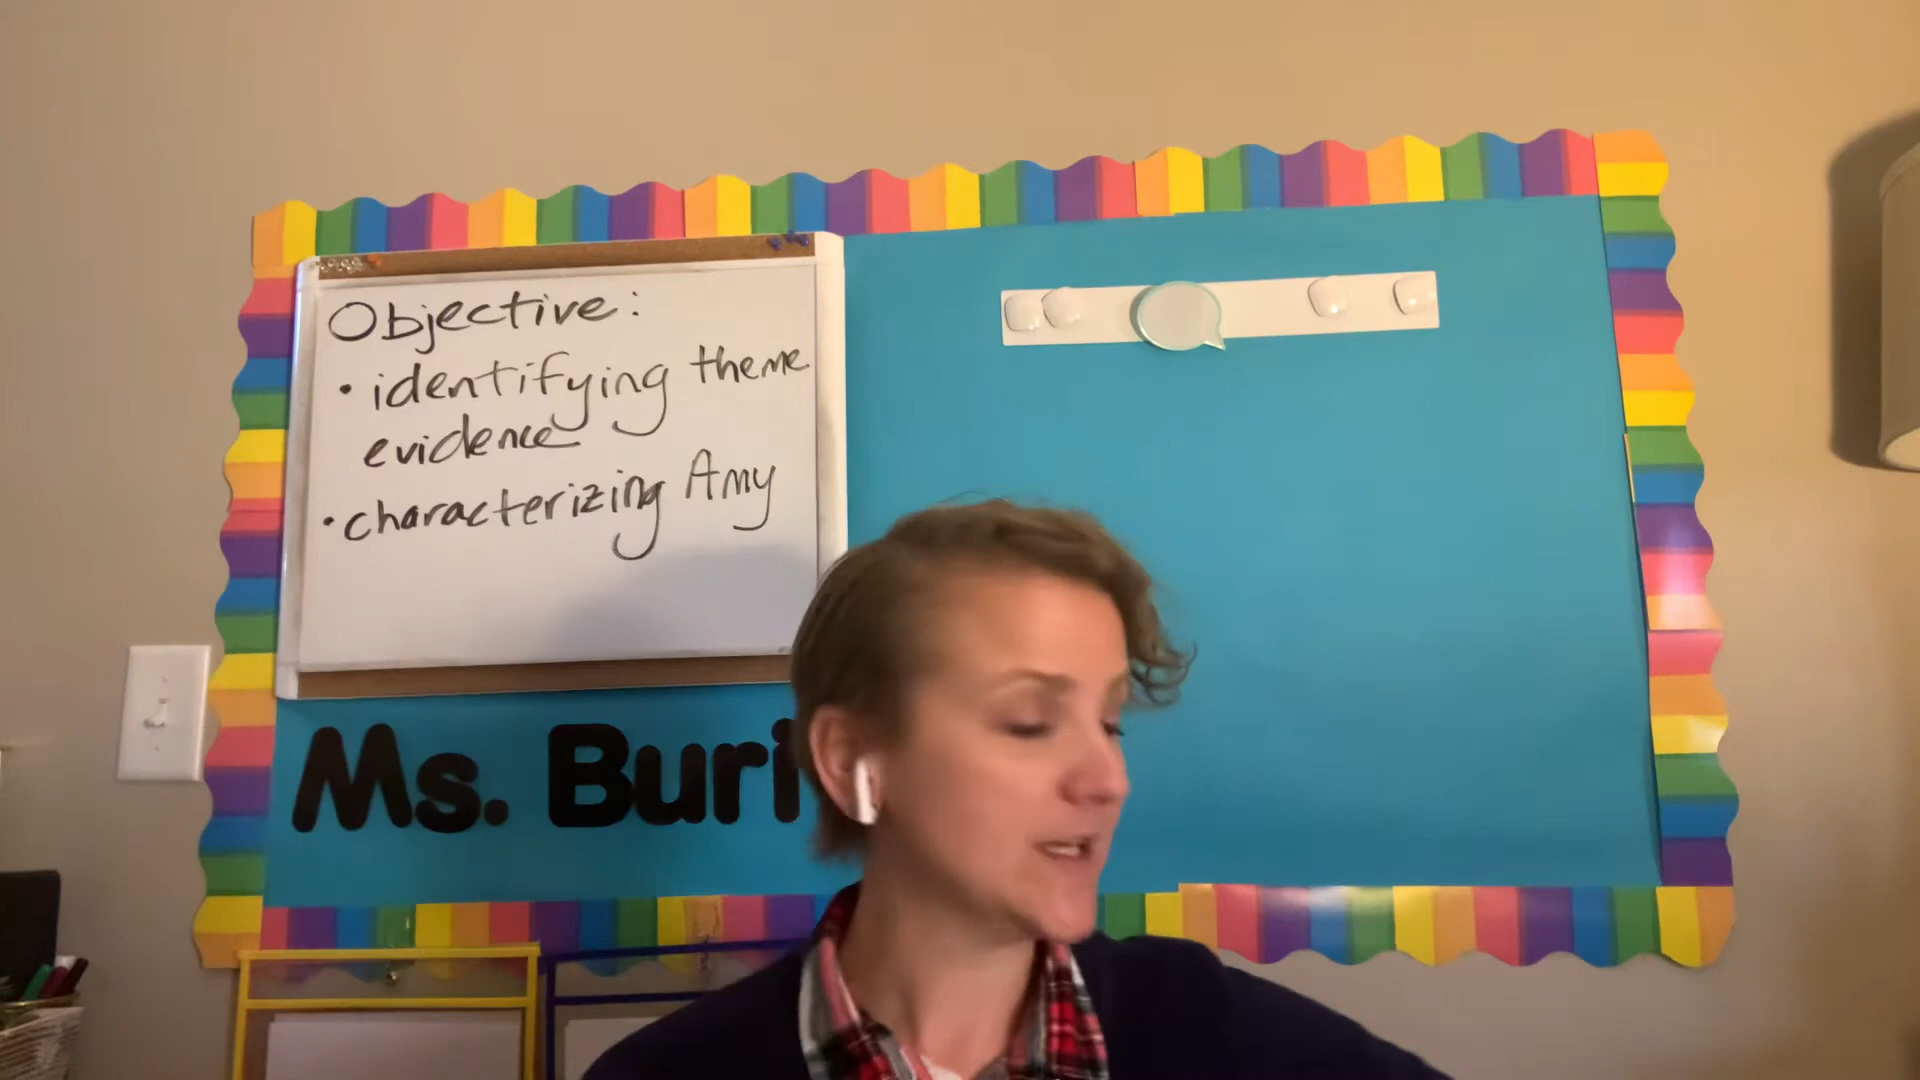 Objective:
• identifying theme
evidence
• characterizing Amy
Ms. Buri